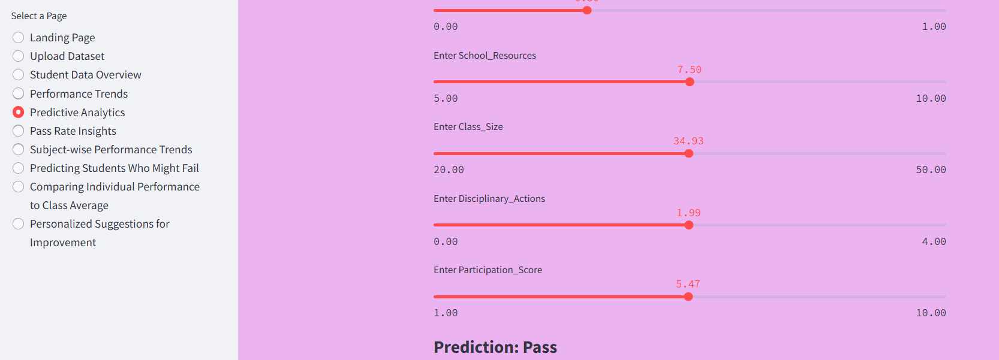 Select a Page
Landing Page
Upload Dataset
Student Data Overview
Performance Trends
Predictive Analytics
Pass Rate Insights
Subject-wise Performance Trends
Predicting Students Who Might Fail
Comparing Individual Performance
to Class Average
Personalized Suggestions for
Improvement
0.00 1.00
Enter School_Resources
7.50
5.00 10.00
Enter Class_Size
34.93
20.00 50.00
Enter Disciplinary_Actions
1.99
0.00 4.00
Enter Participation_Score
5.47
1.00 10.00
Prediction: Pass